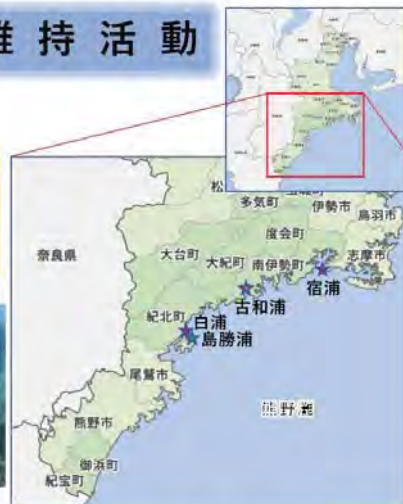 維持活動
松
多気町
伊勢市
鳥羽市
度会町
奈良県
大台町
大紀町
南伊勢町
志摩市
宿浦
古和浦
紀北町
白浦
島勝浦
尾鷲市
熊野灘
熊野市
御浜町
紀宝町